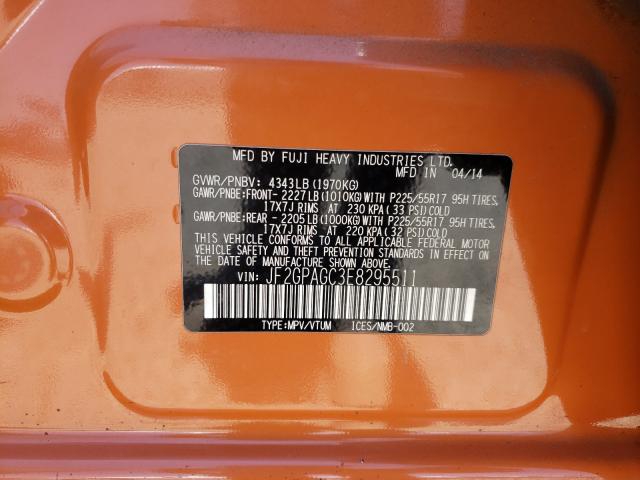 MFD BY FUJI HEAVY INDUSTRIES LTD.
MFD IN 04/14
GVWR/PNBV: 4343LB (1970KG)
GAWR/PNBE:FRONT- 2227LB(1010KG)WITH P225/55R17 95H TIRES,
17X7J RIMS AT 230 KPA(33 PSI)COLD
GAWR/PNBE:REAR - 2205LB(1000KG)WITH P225/55R17 95H TIRES,
17X7J RIMS AT 220 KPA(32 PSI)COLD
THIS VEHICLE CONFORMS TO ALL APPLICABLE FEDERAL MOTOR
VEHICLE SAFETY AND THEFT PREVENTION STANDARDS IN EFFECT
ON THE DATE OF MANUFACTURE SHOWN ABOVE.
VIN: JF2GPAGC3E8295511
TYPE:MPV/VTUM ICES/NMB-002